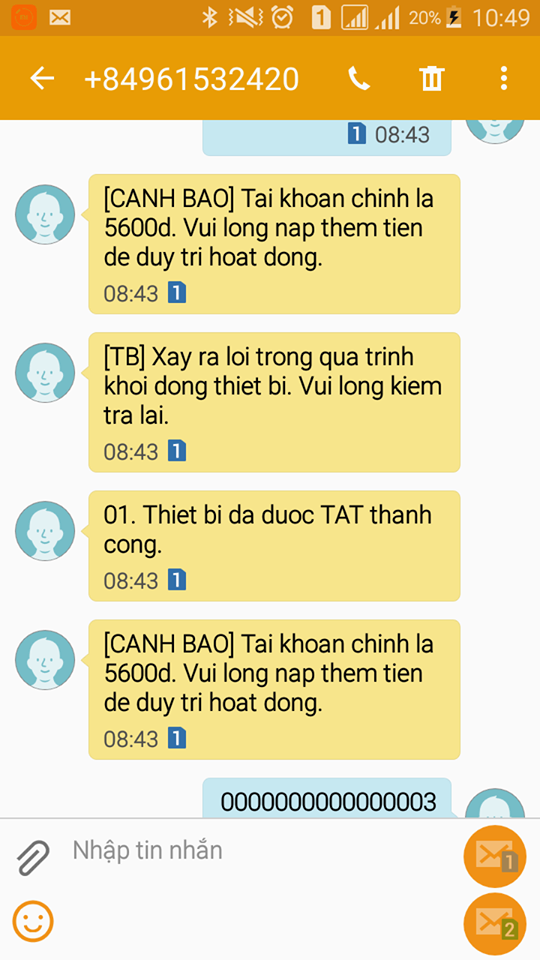 1 20% 10:49
+84961532420
1 08:43
[CANH BAO] Tai khoan chinh la
5600d. Vui long nap them tien
de duy tri hoat dong.
08:43 1
[TB] Xay ra loi trong qua trinh
khoi dong thiet bi. Vui long kiem
tra lai.
08:43 1
01. Thiet bi da duoc TAT thanh
cong.
08:43 1
[CANH BAO] Tai khoan chinh la
5600d. Vui long nap them tien
de duy tri hoat dong.
08:43 1
0000000000000003
Nhập tin nhắn
1
2